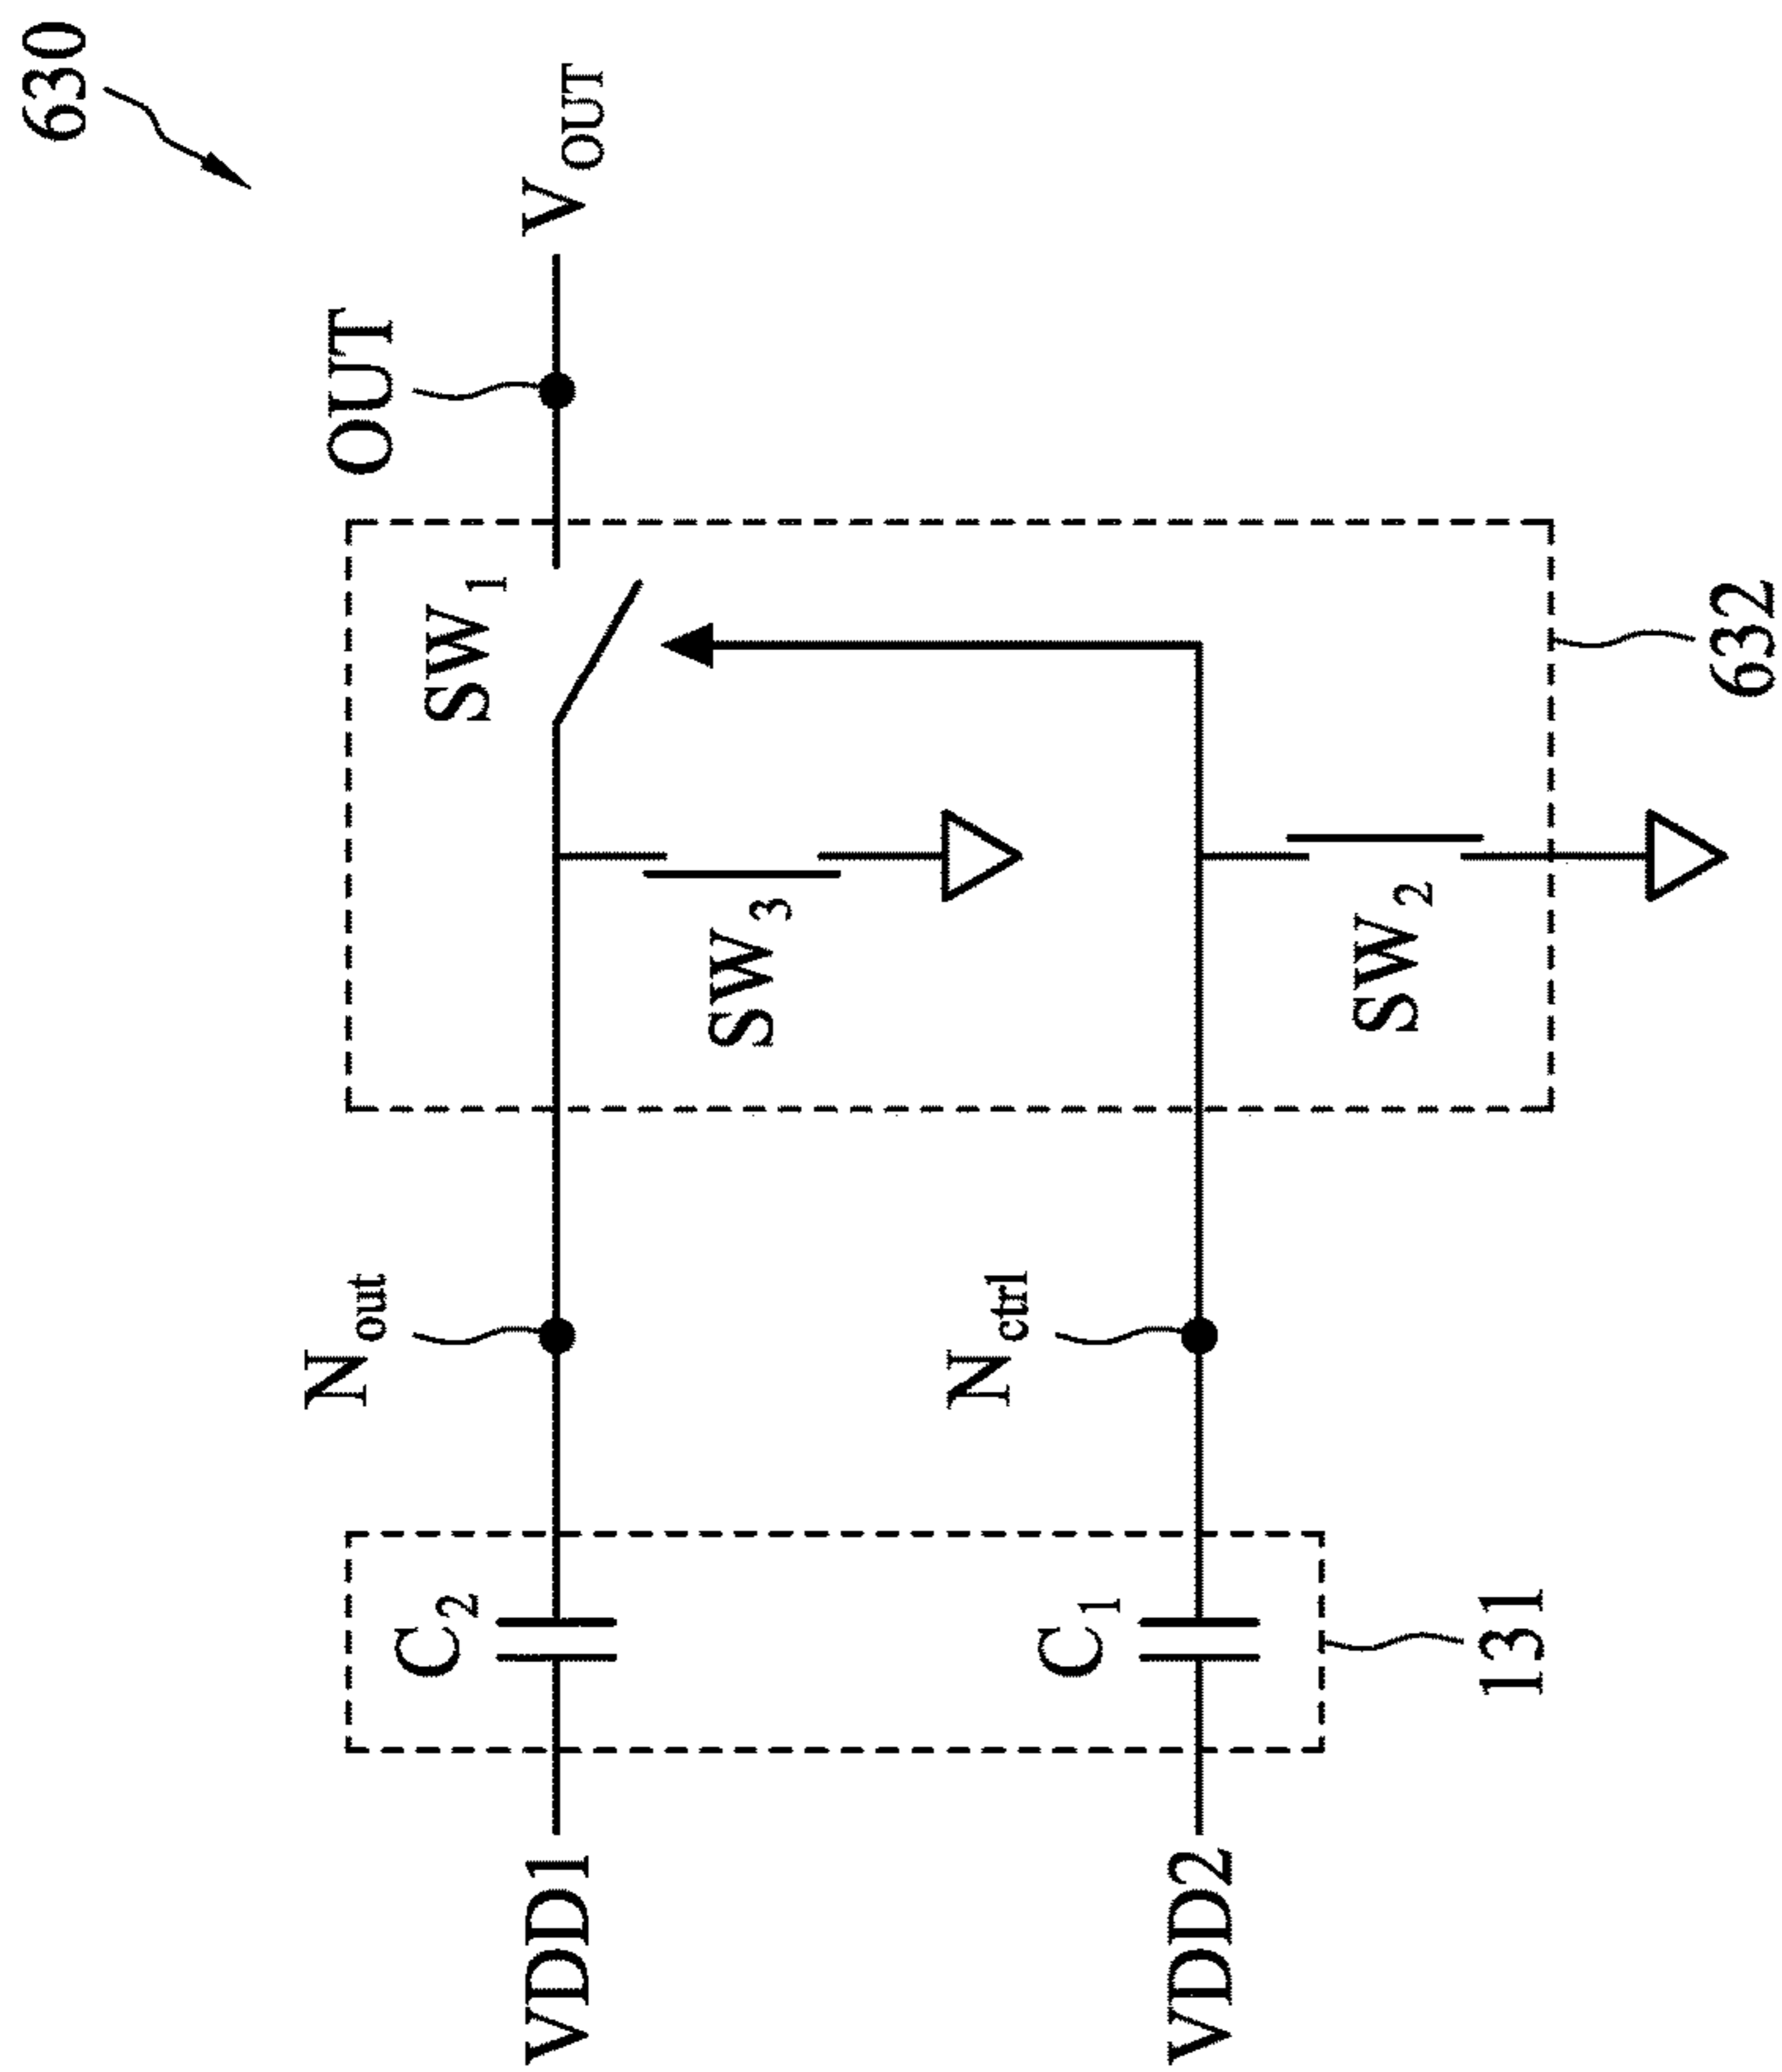 630
VDD1
C2
Nout
SW1
OUT
VOUT
SW3
VDD2
C1
Nctrl
SW2
131
632